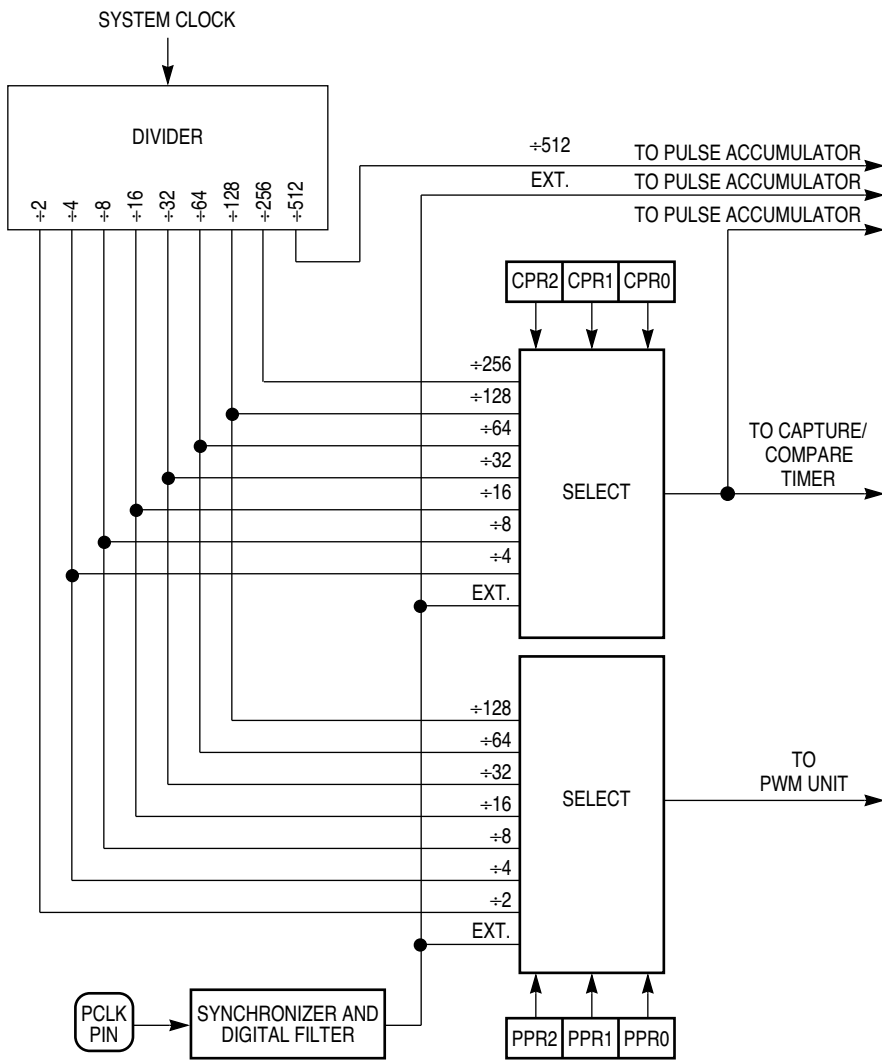 SYSTEM CLOCK
DIVIDER
÷2
÷4
÷8
÷16
÷32
÷64
÷128
÷256
÷512
÷512
TO PULSE ACCUMULATOR
EXT.
TO PULSE ACCUMULATOR
TO PULSE ACCUMULATOR
CPR2 CPR1 CPR0
÷256
÷128
÷64
÷32
÷16
÷8
÷4
EXT.
SELECT
TO CAPTURE/
COMPARE
TIMER
÷128
÷64
÷32
÷16
÷8
÷4
÷2
EXT.
SELECT
TO
PWM UNIT
PCLK
PIN
SYNCHRONIZER AND
DIGITAL FILTER
PPR2 PPR1 PPR0